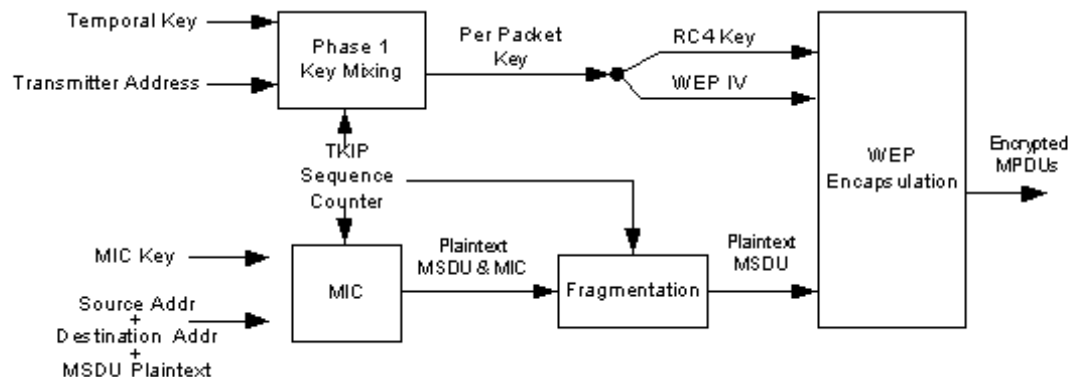 Temporal Key
Transmitter Address
Phase 1
Key Mixing
Per Packet
Key
RC4 Key
WEP IV
WEP
Encapsulation
Encrypted
MPDUs
TKIP
Sequence
Counter
MIC Key
Source Addr
+
Destination Addr
+
MSDU Plaintext
MIC
Plaintext
MSDU & MIC
Fragmentation
Plaintext
MSDU